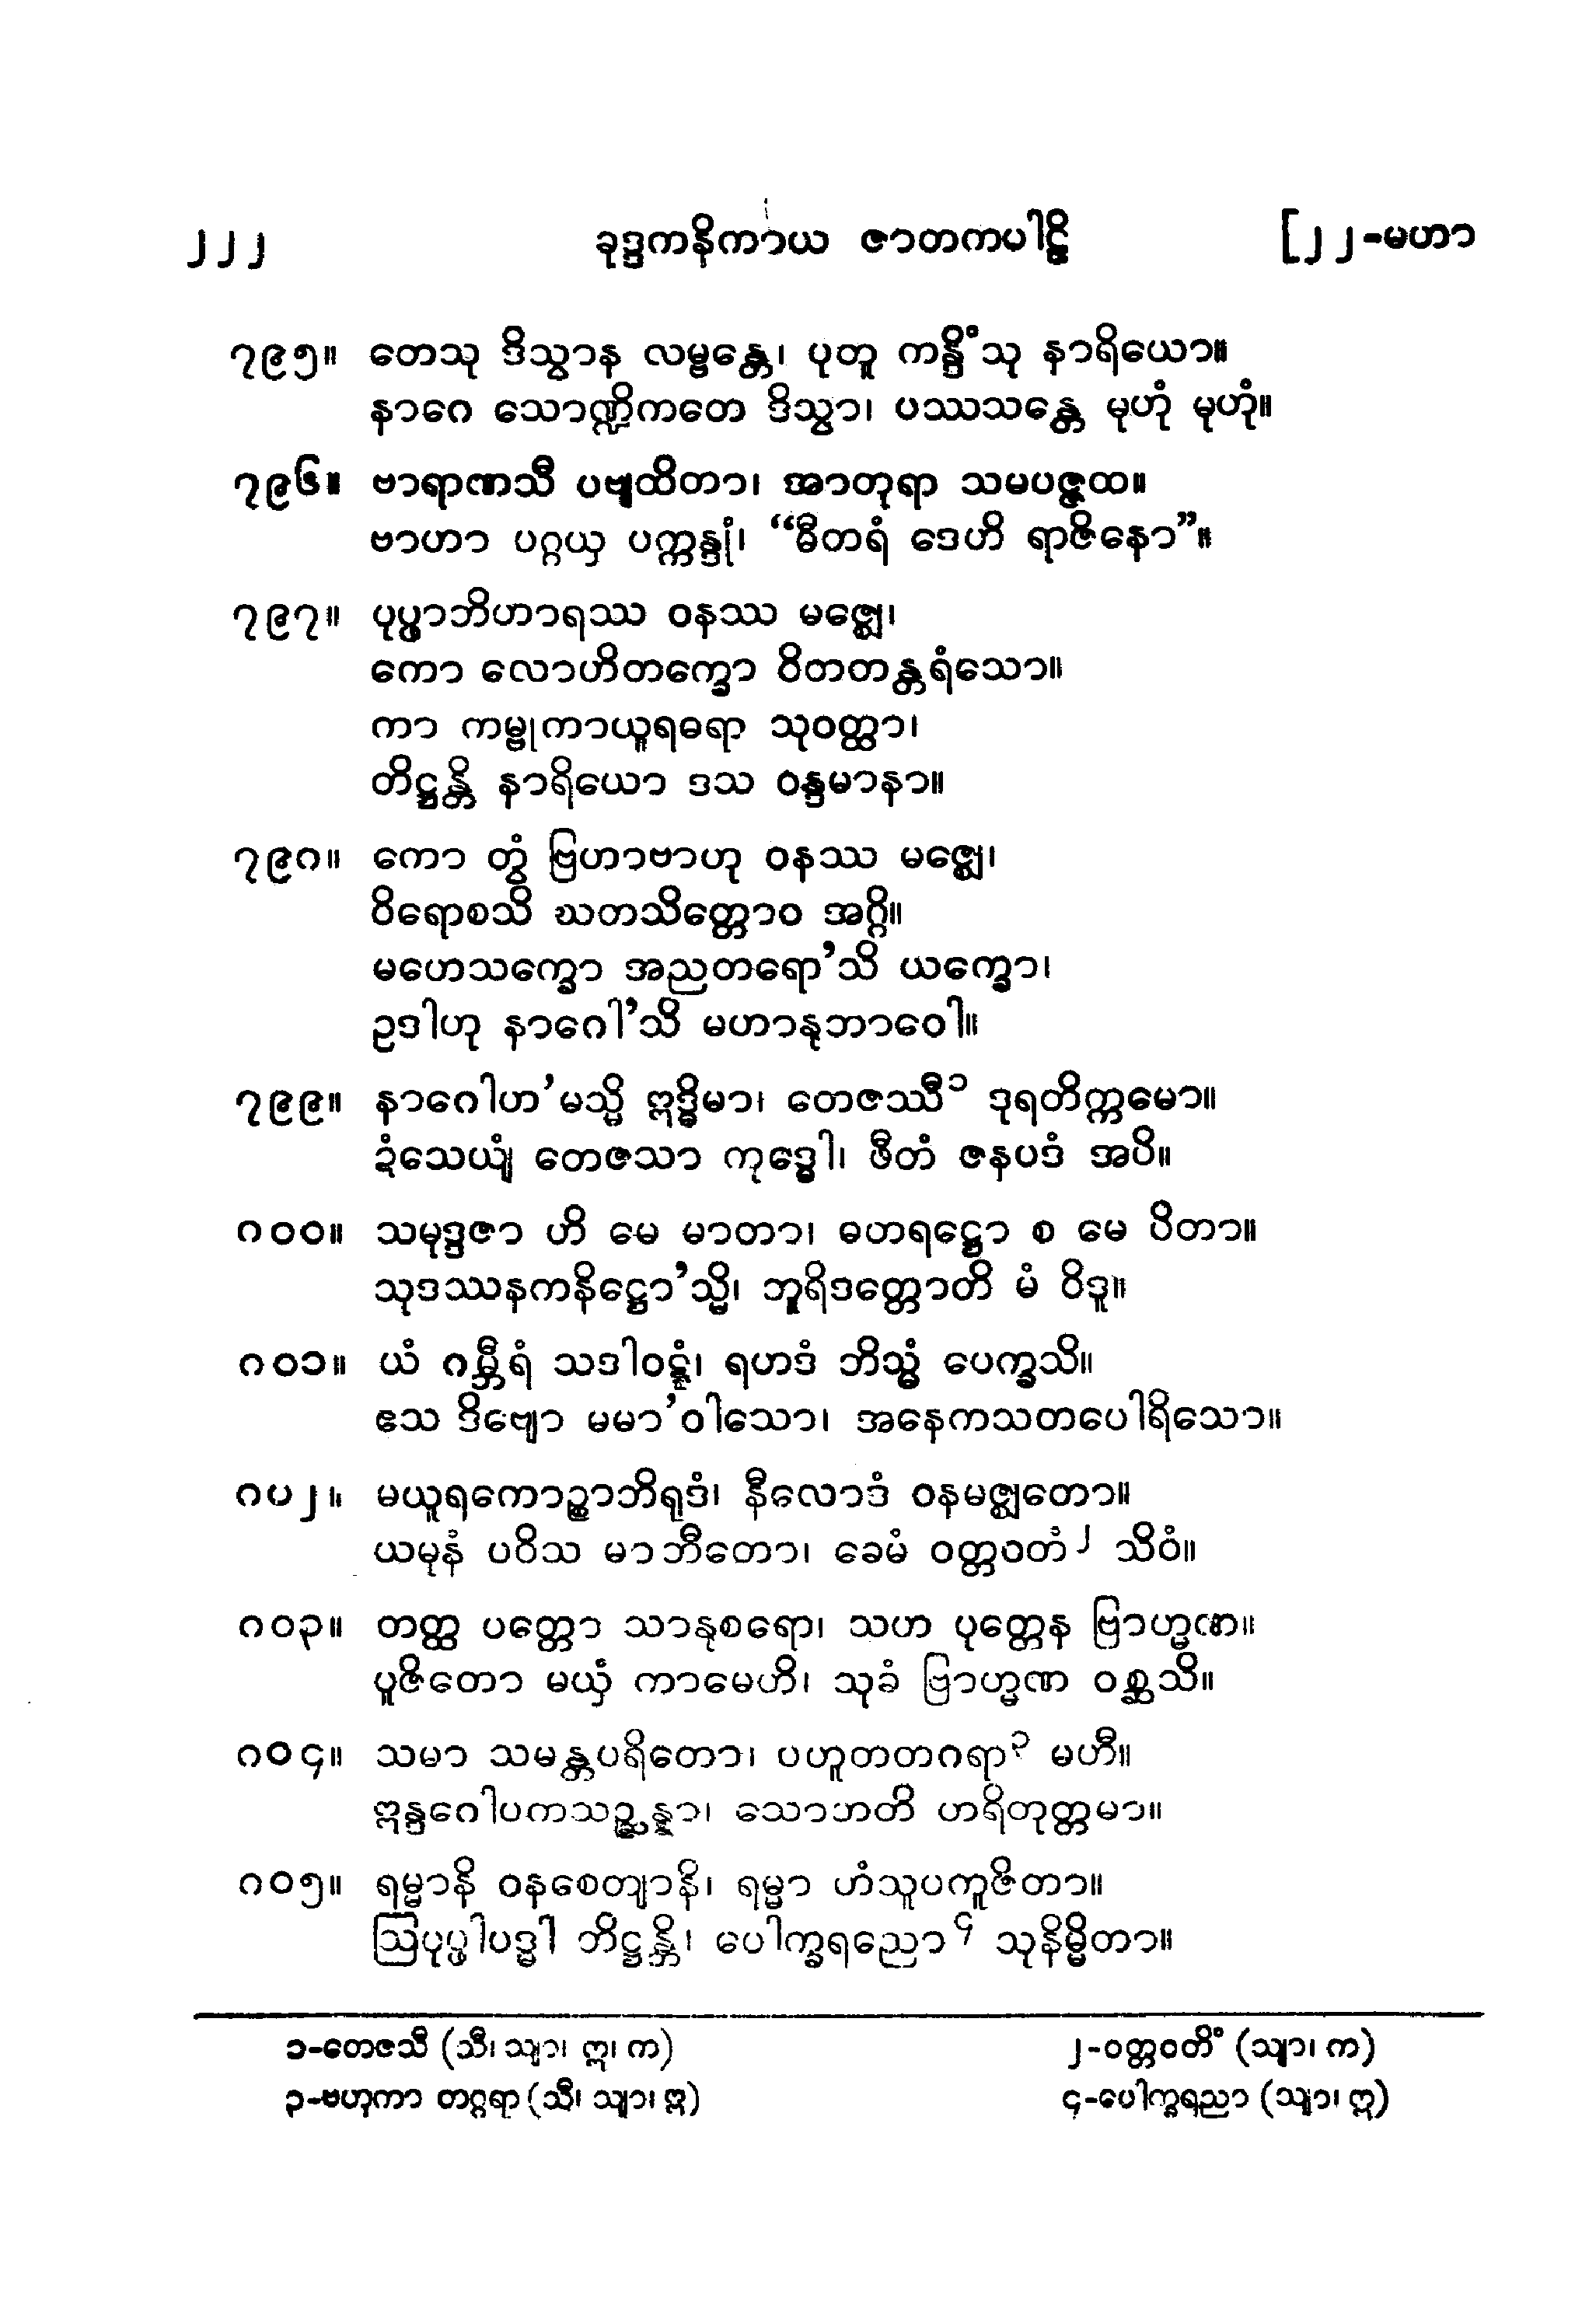 ၂၂၂ ခုဒ္ဒကနိကာယ ဇာတကပါဠိ [၂၂-မဟာ
၇၉၅။ တေသု ဒိသွာန လမ္ဗန္တေ၊ ပုတူ ကန္ဒိံသု နာရိယော။
နာဂေ သောဏ္ဍိကတေ ဒိသွာ၊ ပဿသန္တေ မုဟုံ မုဟုံ။
၇၉၆။ ဗာရာဏသီ ပဗျထိတာ၊ အာတုရာ သမပဇ္ဇထ။
ဗာဟာ ပဂ္ဂယှ ပက္ကန္ဒုံ၊ “ဓီတရံ ဒေဟိ ရာဇိနော”။
၇၉၇။ ပုပ္ဖာဘိဟာရဿ ဝနဿ မဇ္ဈေ၊
ကော လောဟိတက္ခော ဝိတတန္တရံသော။
ကာ ကမ္ဗုကာယူရဓရာ သုဝတ္ထာ၊
တိဋ္ဌန္တိ နာရိယော ဒသ ဝန္ဒမာနာ။
၇၉၈။ ကော တွံ ဗြဟာဗာဟု ဝနဿ မဇ္ဈေ၊
ဝိရောစသိ ဃတသိတ္တောဝ အဂ္ဂိ။
မဟေသက္ခော အညတရော’သိ ယက္ခော၊
ဥဒါဟု နာဂေါ’သိ မဟာနုဘာဝေါ။
၇၉၉။ နာဂေါဟ’မသ္မိ ဣဒ္ဓိမာ၊ တေဇဿီ၁ ဒုရတိက္ကမော။
ဍံသေယျံ တေဇသာ ကုဒ္ဓေါ၊ ဖီတံ ဇနပဒံ အပိ။
၈၀၀။ သမုဒ္ဒဇာ ဟိ မေ မာတာ၊ ဓတရဋ္ဌော စ မေ ပိတာ။
သုဒဿနကနိဋ္ဌော’သ္မိ၊ ဘူရိဒတ္တောတိ မံ ဝိဒူ။
၈၀၁။ ယံ ဂမ္ဘီရံ သဒါဝဋ္ဋံ၊ ရဟဒံ ဘိသ္မံ ပေက္ခသိ။
ဧသ ဒိဗျော မမာ’ဝါသော၊ အနေကသတပေါရိသော။
၈၀၂။ မယူရကောဉ္စာဘိရုဒံ၊ နီလောဒံ ဝနမဇ္ဈတော။
ယမုနံ ပဝိသ မာဘီတော၊ ခေမံ ဝတ္တဝတံ၂ သိဝံ။
၈၀၃။ တတ္ထ ပတ္တော သာနုစရော၊ သဟ ပုတ္တေန ဗြာဟ္မဏ။
ပူဇိတော မယှံ ကာမေဟိ၊ သုခံ ဗြာဟ္မဏ ဝစ္ဆသိ။
၈၀၄။ သမာ သမန္တပရိတော၊ ပဟူတတဂရာ၃ မဟီ။
ဣန္ဒဂေါပကသဉ္ဆန္နာ၊ သောဘတိ ဟရိတုတ္တမာ။
၈၀၅။ ရမ္မာနိ ဝနစေတျာနိ၊ ရမ္မာ ဟံသူပကူဇိတာ။
ဩပုပ္ဖါပဒ္မါ တိဋ္ဌန္တိ၊ ပေါက္ခရညော၄ သုနိမ္မိတာ။
၁-တေဇသီ (သီ၊ သျာ၊ ဣ၊ က) ၂-ဝတ္တဝတိံ (သျာ၊ က)
၃-ဗဟုကာ တဂ္ဂရာ (သီ၊ သျာ၊ ဣ) ၄-ပေါက္ခရညာ (သျာ၊ ဣ)